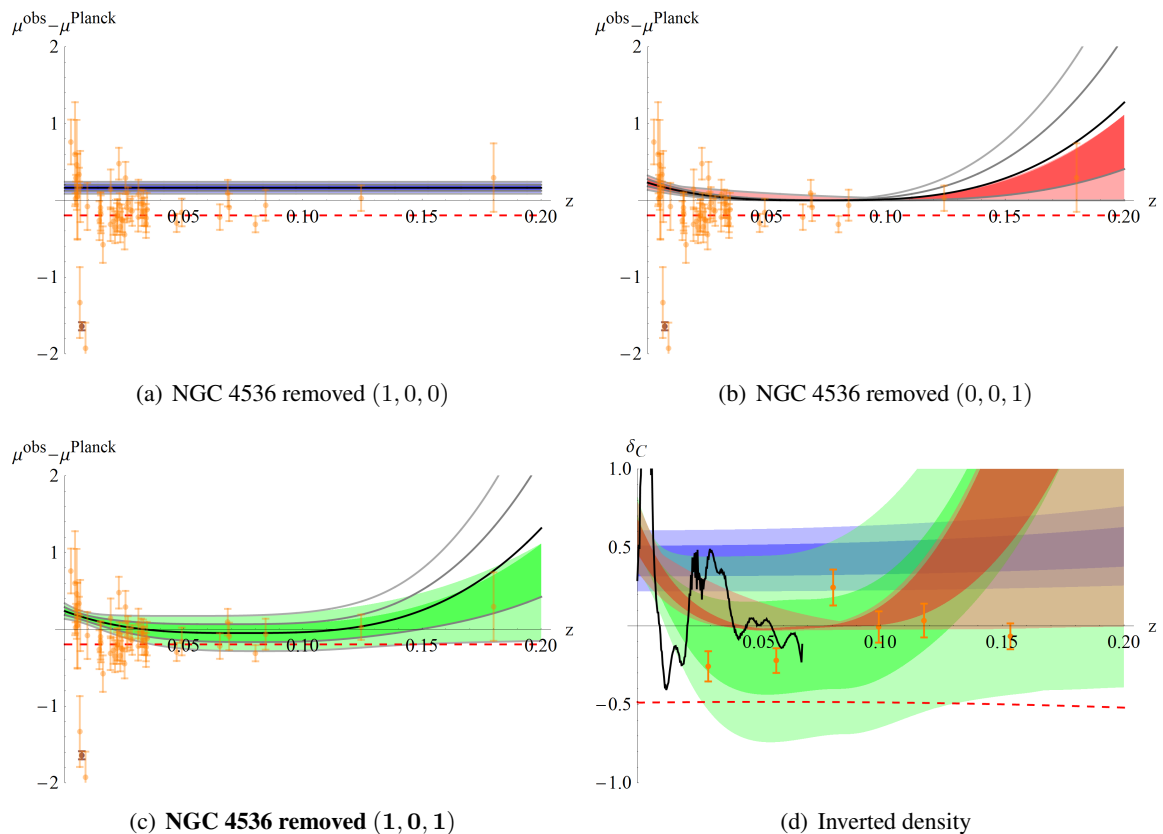 μ^obs−μ^Planck
2
1
0.05 0.10 0.15 0.20 z
−1
−2
(a) NGC 4536 removed (1, 0, 0)
μ^obs−μ^Planck
2
1
0.05 0.10 0.15 0.20 z
−1
−2
(b) NGC 4536 removed (0, 0, 1)
μ^obs−μ^Planck
2
1
0.05 0.10 0.15 0.20 z
−1
−2
(c) NGC 4536 removed (1, 0, 1)
δ_C
1.0
0.5
0.05 0.10 0.15 0.20 z
−0.5
−1.0
(d) Inverted density